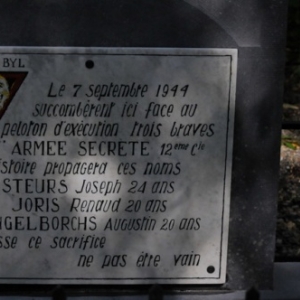 BYL
Le 7 septembre 1944
succombèrent ici face au
peloton d'exécution trois braves
ARMEE SECRETE 12ème Cie
istoire propagera ces noms
STEURS Joseph 24 ans
JORIS Renaud 20 ans
NGELBORCHS Augustin 20 ans
sse ce sacrifice
ne pas être vain